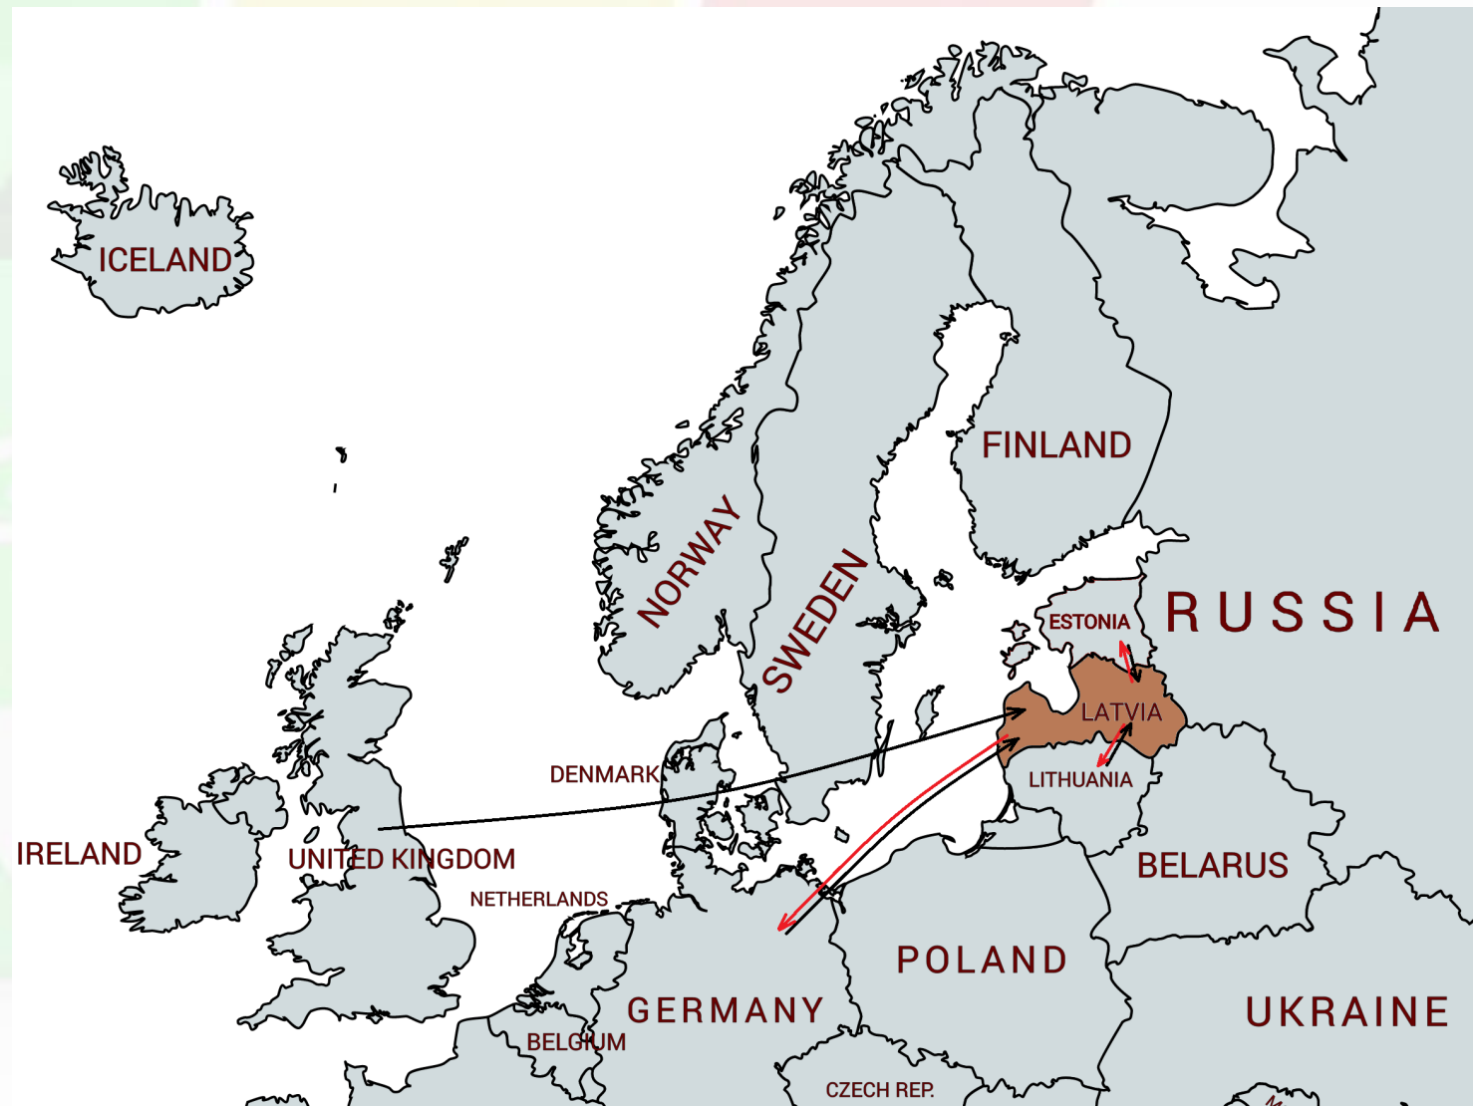 ICELAND
FINLAND
NORWAY
SWEDEN
RUSSIA
ESTONIA
LATVIA
DENMARK
LITHUANIA
IRELAND
UNITED KINGDOM
BELARUS
NETHERLANDS
POLAND
GERMANY
UKRAINE
BELGIUM
CZECH REP.